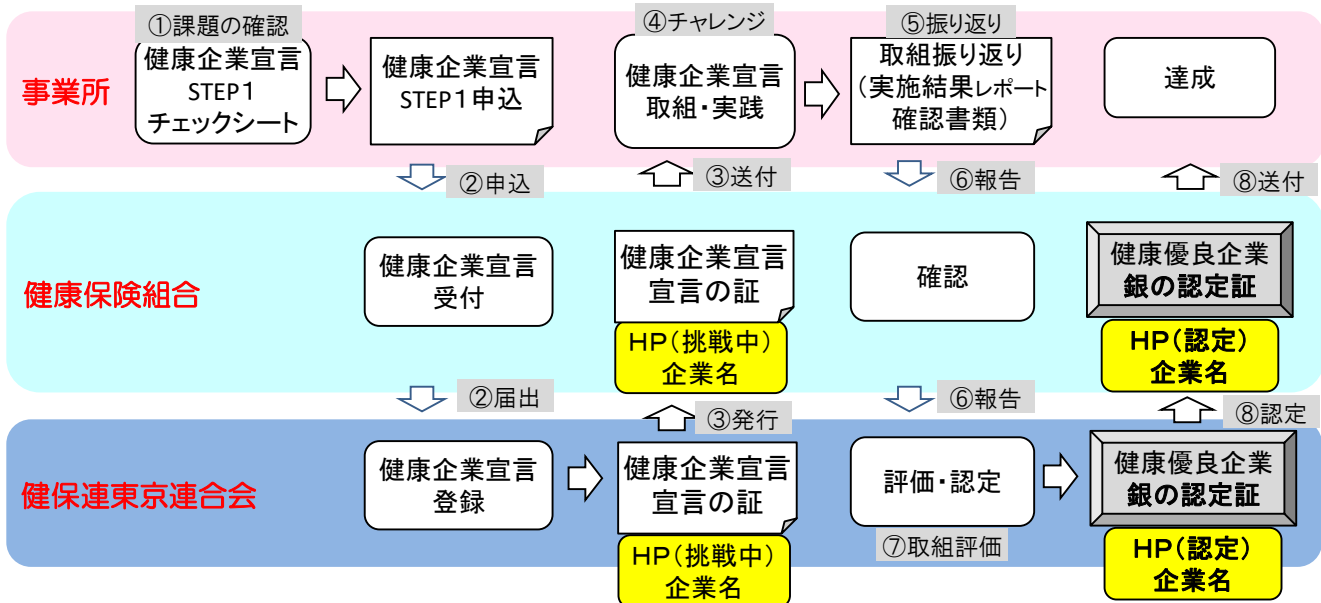 事業所
①課題の確認
健康企業宣言
STEP1
チェックシート
健康企業宣言
STEP1申込
④チャレンジ
健康企業宣言
取組・実践
⑤振り返り
取組振り返り
(実施結果レポート
確認書類)
達成
②申込
③送付
⑥報告
⑧送付
健康保険組合
健康企業宣言
受付
健康企業宣言
宣言の証
HP(挑戦中)
企業名
確認
健康優良企業
銀の認定証
HP(認定)
企業名
②届出
③発行
⑥報告
⑧認定
健保連東京連合会
健康企業宣言
登録
健康企業宣言
宣言の証
HP(挑戦中)
企業名
評価・認定
⑦取組評価
健康優良企業
銀の認定証
HP(認定)
企業名